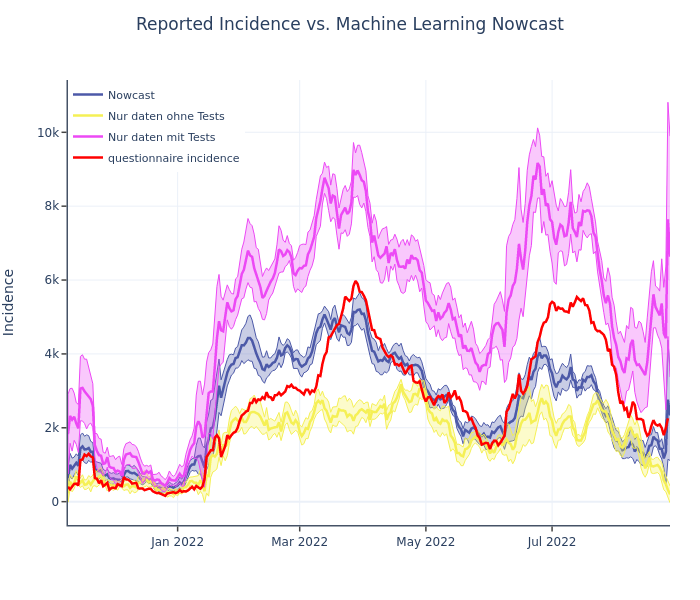 Reported Incidence vs. Machine Learning Nowcast
Nowcast
Nur daten ohne Tests
Nur daten mit Tests
questionnaire incidence
Incidence
10k
8k
6k
4k
2k
0
Jan 2022
Mar 2022
May 2022
Jul 2022